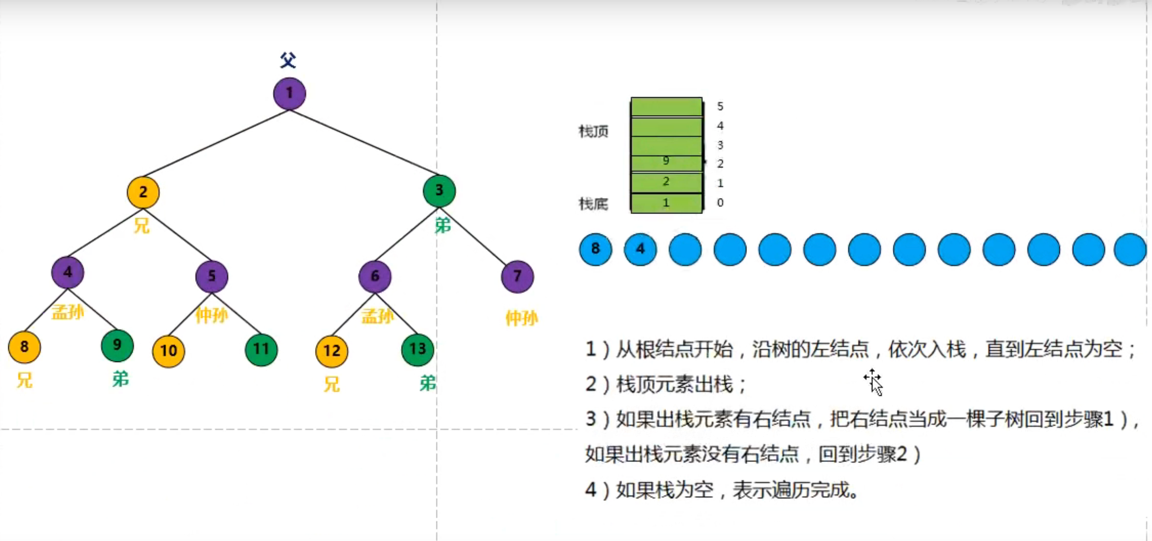 父
1
2
3
兄
弟
4
5
6
7
孟孙
仲孙
孟孙
仲孙
8
9
10
11
12
13
兄
弟
兄
弟
5
栈顶
4
3
9
2
2
1
栈底
1
0
8
4
1）从根结点开始，沿树的左结点，依次入栈，直到左结点为空；
2）栈顶元素出栈；
3）如果出栈元素有右结点，把右结点当成一棵子树回到步骤1），
如果出栈元素没有右结点，回到步骤2）
4）如果栈为空，表示遍历完成。